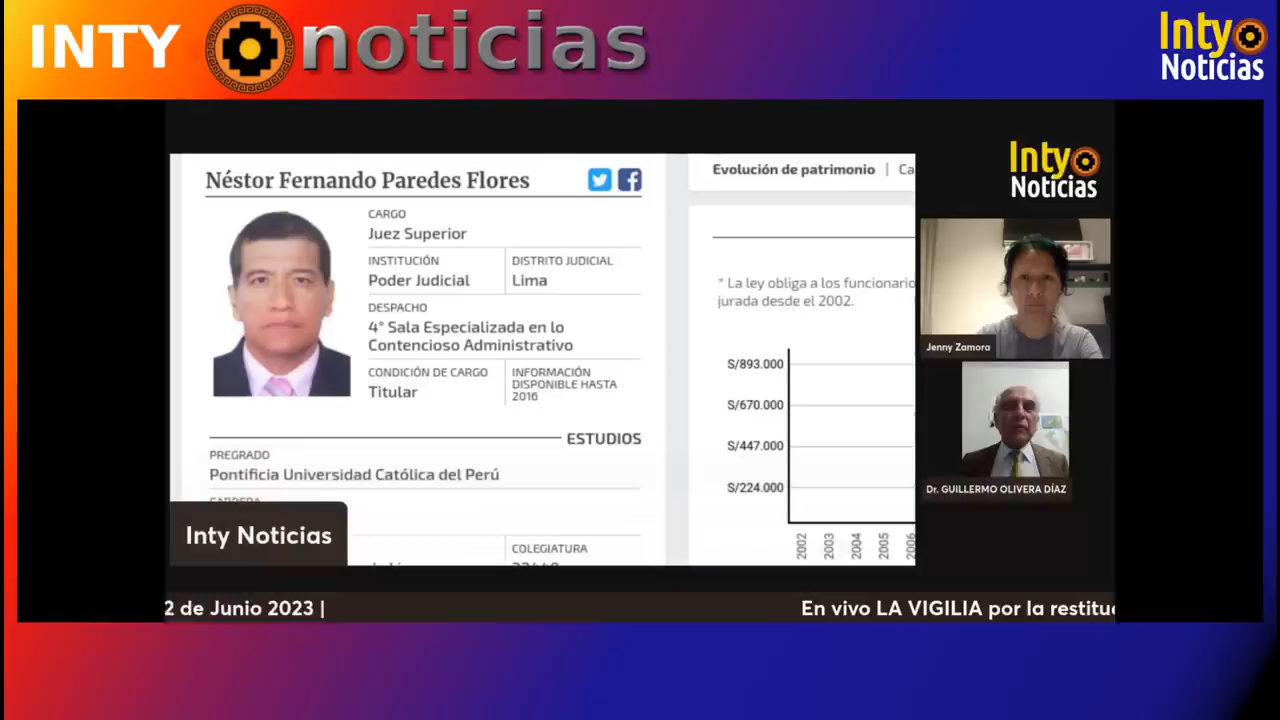 INTY noticias
Inty
Noticias
Inty
Noticias
Néstor Fernando Paredes Flores
CARGO
Juez Superior
INSTITUCIÓN
Poder Judicial
DISTRITO JUDICIAL
Lima
DESPACHO
4° Sala Especializada en lo
Contencioso Administrativo
CONDICIÓN DE CARGO
Titular
INFORMACIÓN
DISPONIBLE HASTA
2016
ESTUDIOS
PREGRADO
Pontificia Universidad Católica del Perú
CARRERA
COLEGIATURA
Inty Noticias
Evolución de patrimonio | Ca
* La ley obliga a los funcionario
jurada desde el 2002.
S/893.000
S/670.000
S/447.000
S/224.000
2002
2003
2004
2005
2006
Jenny Zamora
Dr. GUILLERMO OLIVERA DÍAZ
2 de Junio 2023 |
En vivo LA VIGILIA por la restitu